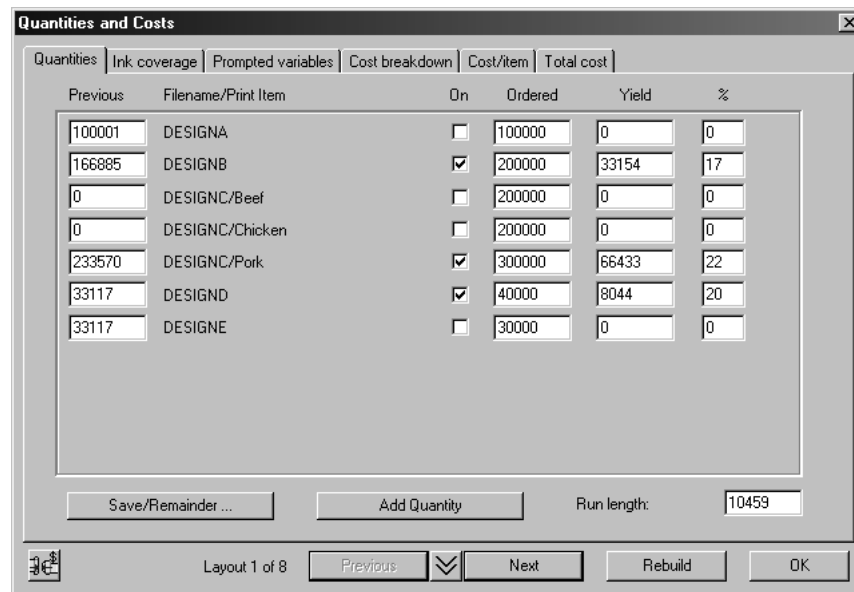 Quantities and Costs
Quantities Ink coverage Prompted variables Cost breakdown Cost/item Total cost
Previous Filename/Print Item On Ordered Yield %
100001 DESIGNA 100000 0 0
166885 DESIGNB 200000 33154 17
0 DESIGNC/Beef 200000 0 0
0 DESIGNC/Chicken 200000 0 0
233570 DESIGNC/Pork 300000 66433 22
33117 DESIGND 40000 8044 20
33117 DESIGNE 30000 0 0
Save/Remainder ... Add Quantity Run length: 10459
Layout 1 of 8 Previous Next Rebuild OK